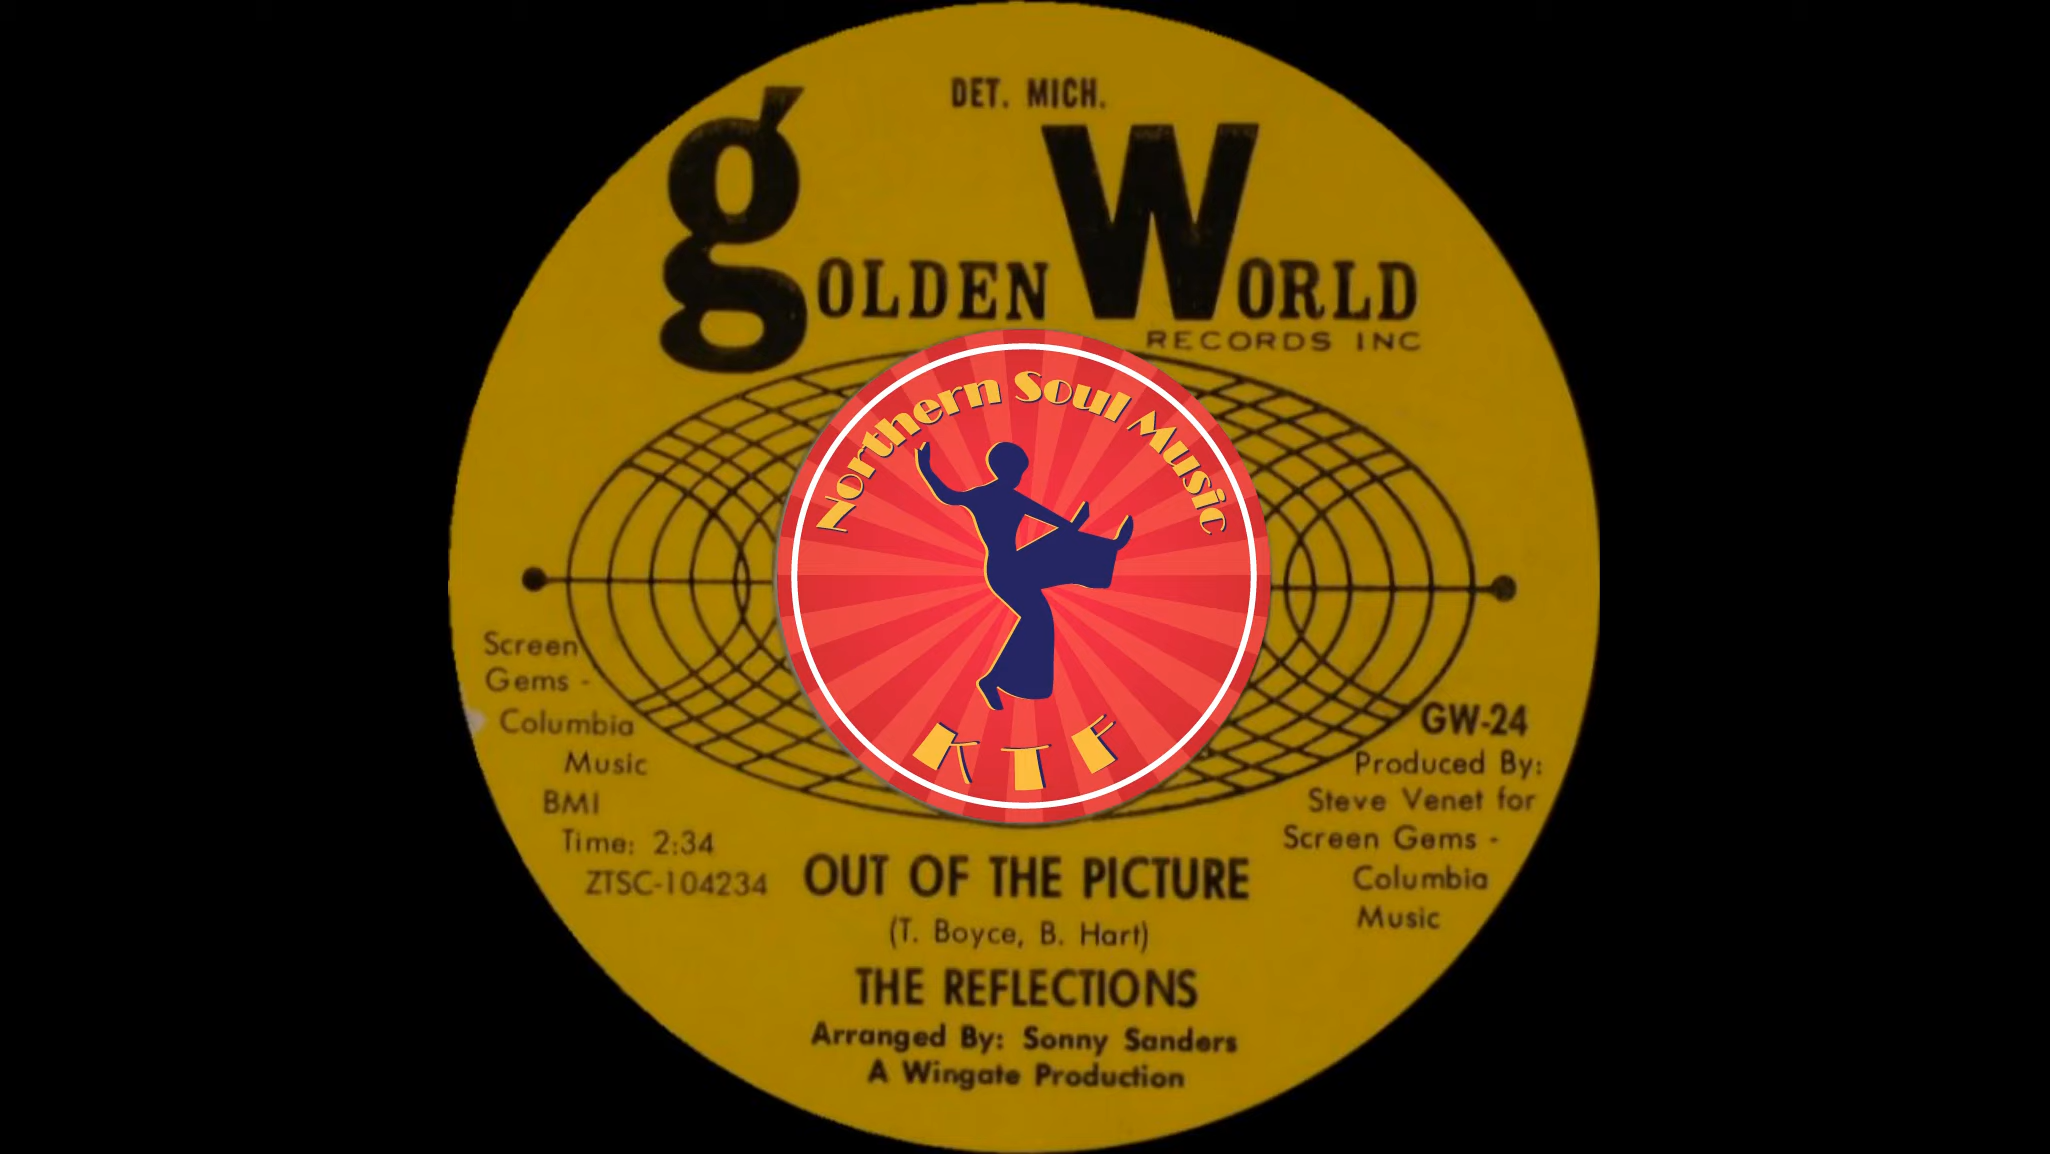 DET. MICH.
gOLDEN WORLD
RECORDS INC
Northern Soul Music
KTF
Screen
Gems -
Columbia
Music
BMI
Time: 2:34
ZTSC-104234
GW-24
Produced By:
Steve Venet for
Screen Gems -
Columbia
Music
OUT OF THE PICTURE
(T. Boyce, B. Hart)
THE REFLECTIONS
Arranged By: Sonny Sanders
A Wingate Production